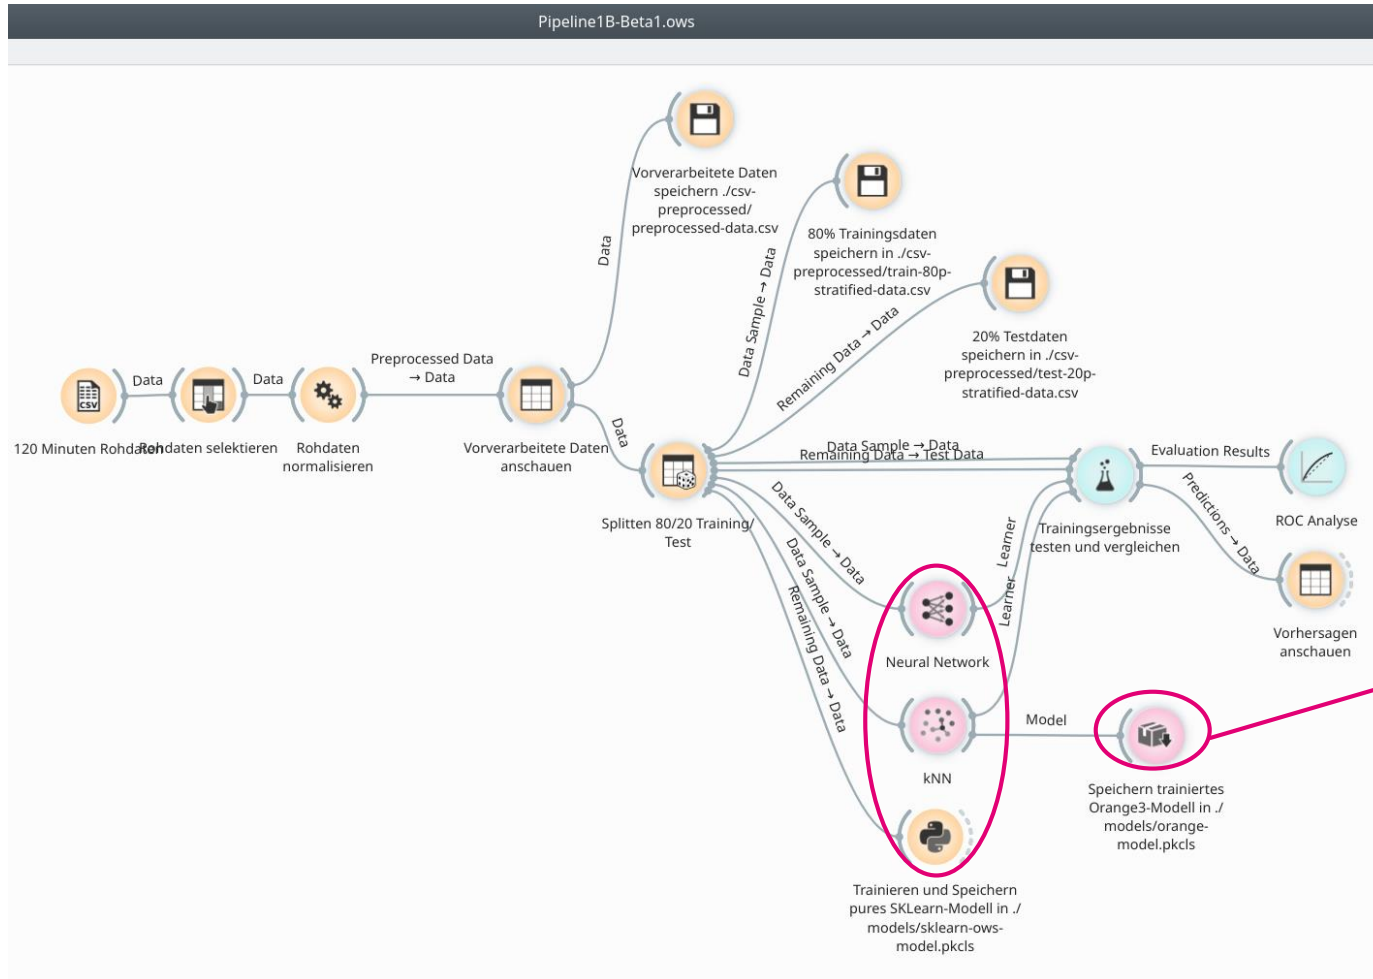 Pipeline1B-Beta1.ows
Vorverarbeitete Daten
speichern ./csv-
preprocessed/
preprocessed-data.csv
80% Trainingsdaten
speichern in ./csv-
preprocessed/train-80p-
stratified-data.csv
20% Testdaten
speichern in ./csv-
preprocessed/test-20p-
stratified-data.csv
Data
Data Sample → Data
Remaining Data → Data
CSV
120 Minuten Rohdaten
Data
Rohdaten selektieren
Data
Rohdaten
normalisieren
Preprocessed Data
→ Data
Vorverarbeitete Daten
anschauen
Data
Splitten 80/20 Training/
Test
Data Sample → Data
Remaining Data → Test Data
Data Sample → Data
Data Sample → Data
Remaining Data → Data
Trainingsergebnisse
testen und vergleichen
Evaluation Results
ROC Analyse
Predictions → Data
Vorhersagen
anschauen
Learner
Learner
Neural Network
kNN
Model
Speichern trainiertes
Orange3-Modell in ./
models/orange-
model.pkcls
Trainieren und Speichern
pures SKLearn-Modell in ./
models/sklearn-ows-
model.pkcls